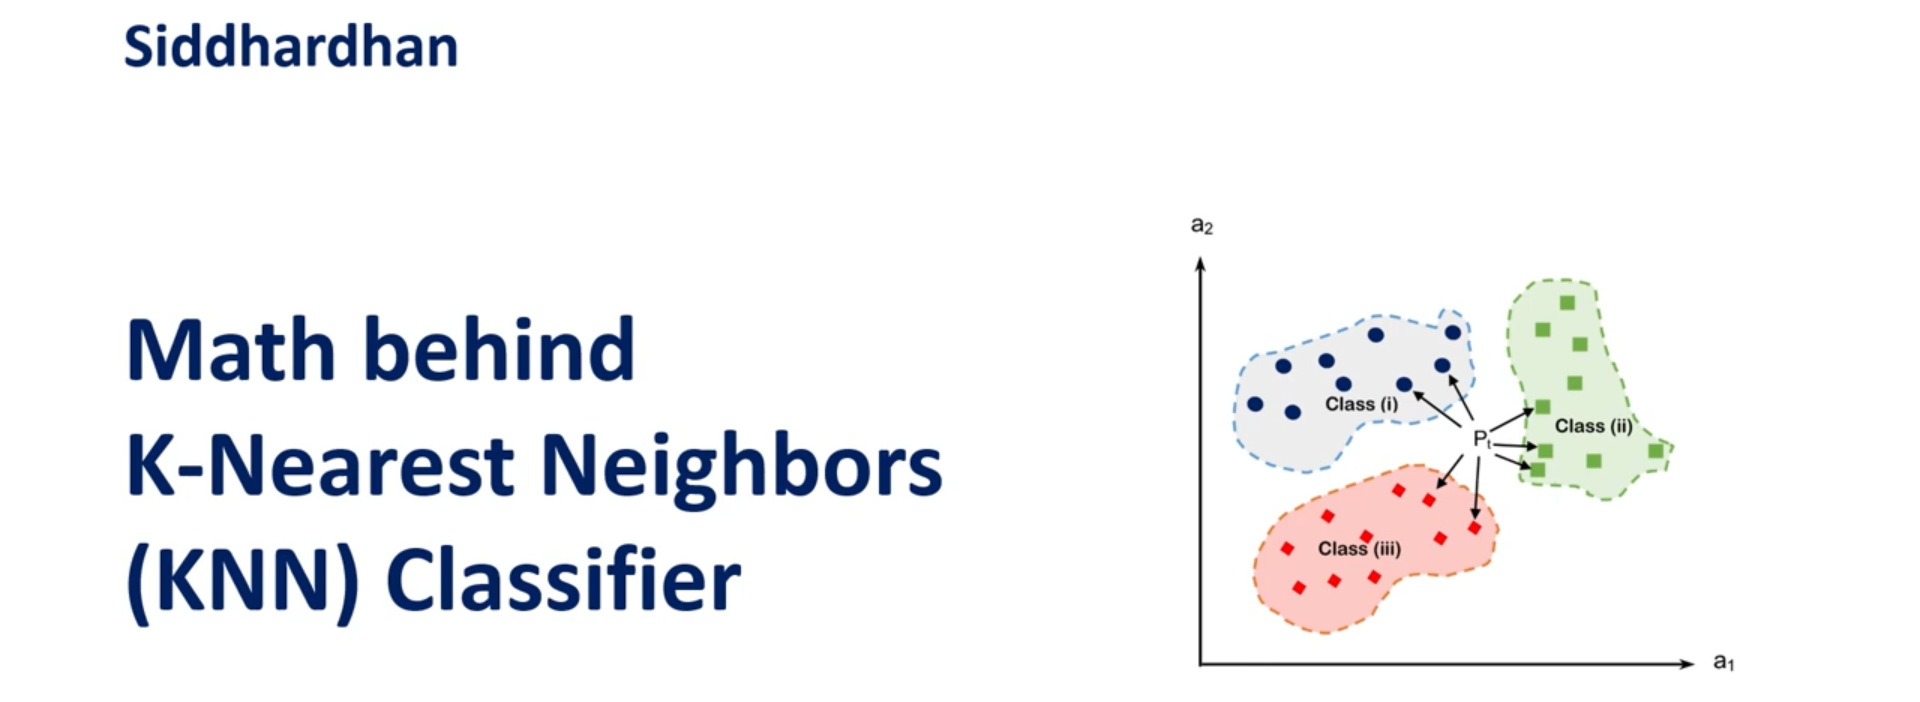 Siddhardhan
Math behind
K-Nearest Neighbors
(KNN) Classifier
a₂
Class (i)
Class (ii)
Pₜ
Class (iii)
a₁